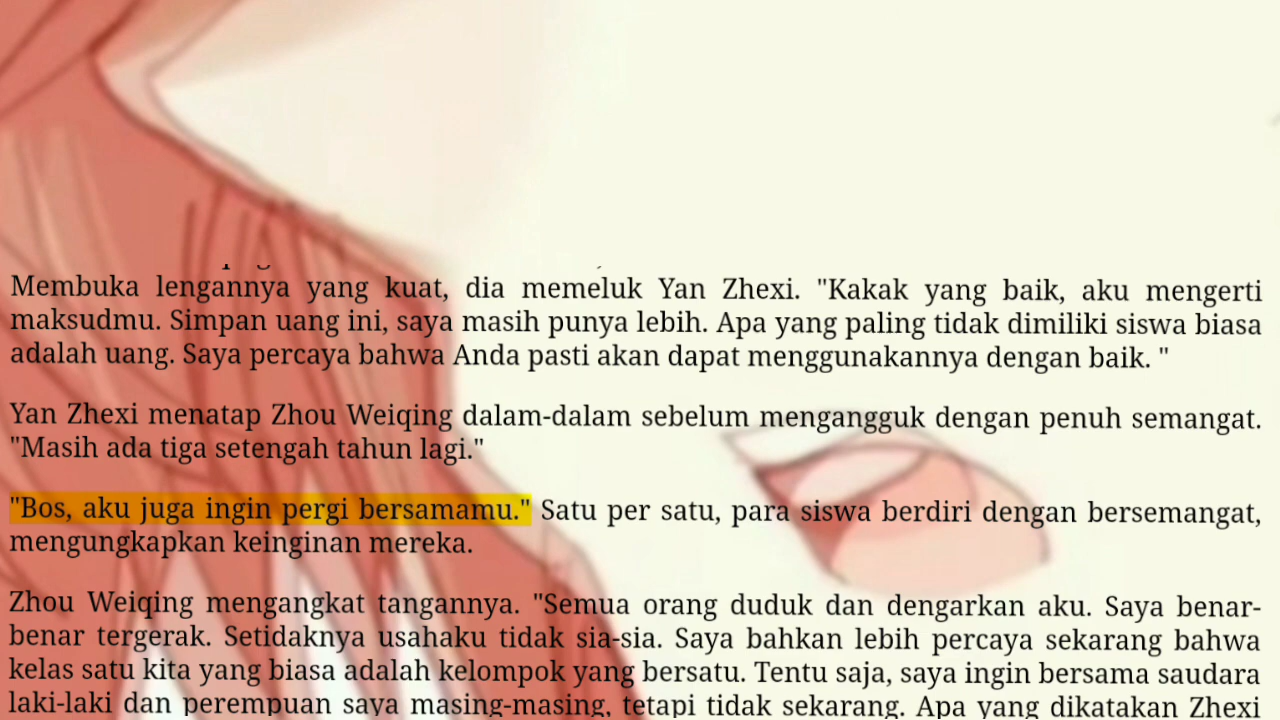 Membuka lengannya yang kuat, dia memeluk Yan Zhexi. "Kakak yang baik, aku mengerti
maksudmu. Simpan uang ini, saya masih punya lebih. Apa yang paling tidak dimiliki siswa biasa
adalah uang. Saya percaya bahwa Anda pasti akan dapat menggunakannya dengan baik. "
Yan Zhexi menatap Zhou Weiqing dalam-dalam sebelum mengangguk dengan penuh semangat.
"Masih ada tiga setengah tahun lagi."
"Bos, aku juga ingin pergi bersamamu." Satu per satu, para siswa berdiri dengan bersemangat,
mengungkapkan keinginan mereka.
Zhou Weiqing mengangkat tangannya. "Semua orang duduk dan dengarkan aku. Saya benar-
benar tergerak. Setidaknya usahaku tidak sia-sia. Saya bahkan lebih percaya sekarang bahwa
kelas satu kita yang biasa adalah kelompok yang bersatu. Tentu saja, saya ingin bersama saudara
laki-laki dan perempuan saya masing-masing, tetapi tidak sekarang. Apa yang dikatakan Zhexi